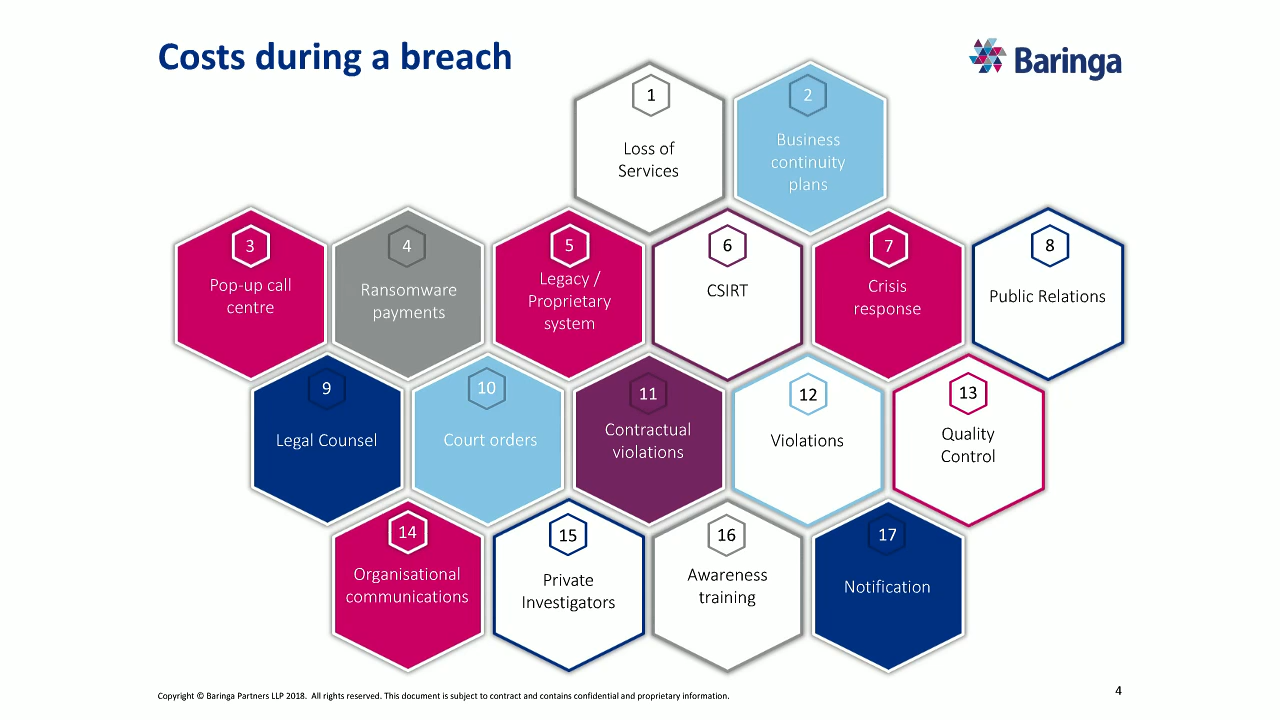 Costs during a breach
Baringa
1
Loss of
Services
2
Business
continuity
plans
3
Pop-up call
centre
4
Ransomware
payments
5
Legacy /
Proprietary
system
6
CSIRT
7
Crisis
response
8
Public Relations
9
Legal Counsel
10
Court orders
11
Contractual
violations
12
Violations
13
Quality
Control
14
Organisational
communications
15
Private
Investigators
16
Awareness
training
17
Notification
Copyright © Baringa Partners LLP 2018. All rights reserved. This document is subject to contract and contains confidential and proprietary information.
4